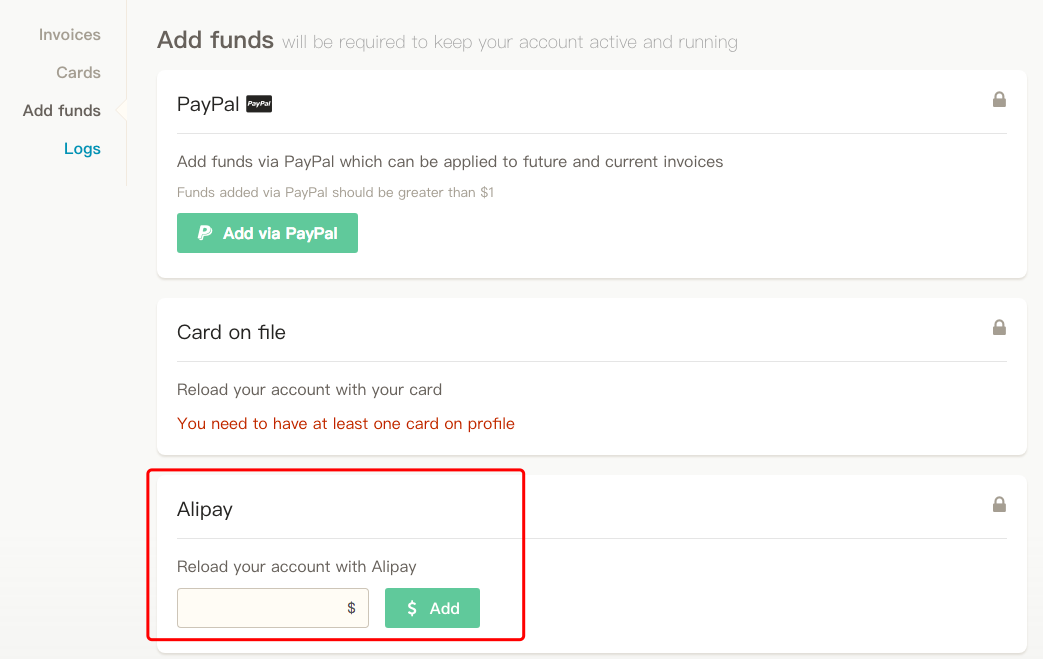 Invoices
Cards
Add funds
Logs
Add funds will be required to keep your account active and running
PayPal PayPal
Add funds via PayPal which can be applied to future and current invoices
Funds added via PayPal should be greater than $1
Add via PayPal
Card on file
Reload your account with your card
You need to have at least one card on profile
Alipay
Reload your account with Alipay
$ $ Add